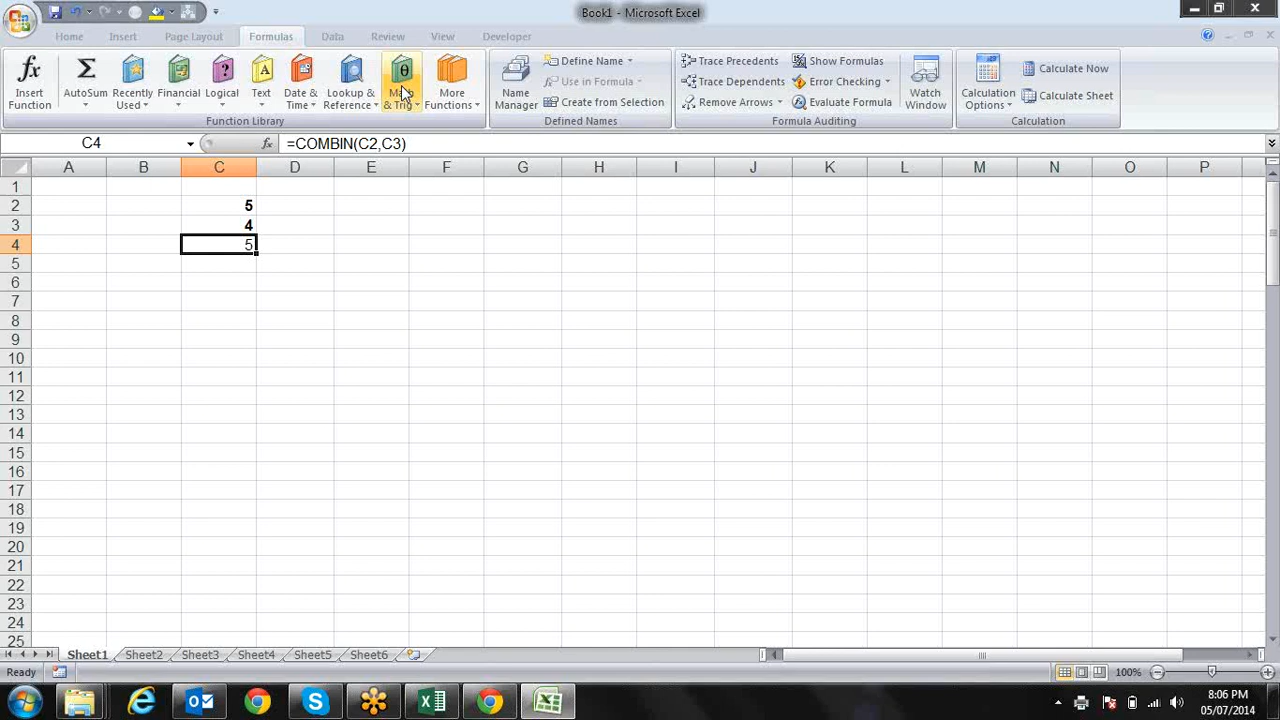 Book1 - Microsoft Excel
Home Insert Page Layout Formulas Data Review View Developer
Insert Function
AutoSum
Recently Used
Financial
Logical
Text
Date & Time
Lookup & Reference
Math & Trig
More Functions
Function Library
Name Manager
Define Name
Use in Formula
Create from Selection
Defined Names
Trace Precedents
Trace Dependents
Remove Arrows
Show Formulas
Error Checking
Evaluate Formula
Watch Window
Formula Auditing
Calculation Options
Calculate Now
Calculate Sheet
Calculation
C4 fx =COMBIN(C2,C3)
A B C D E F G H I J K L M N O P
1
2 5
3 4
4 5
5
6
7
8
9
10
11
12
13
14
15
16
17
18
19
20
21
22
23
24
25
Sheet1 Sheet2 Sheet3 Sheet4 Sheet5 Sheet6
Ready 100%
8:06 PM
05/07/2014